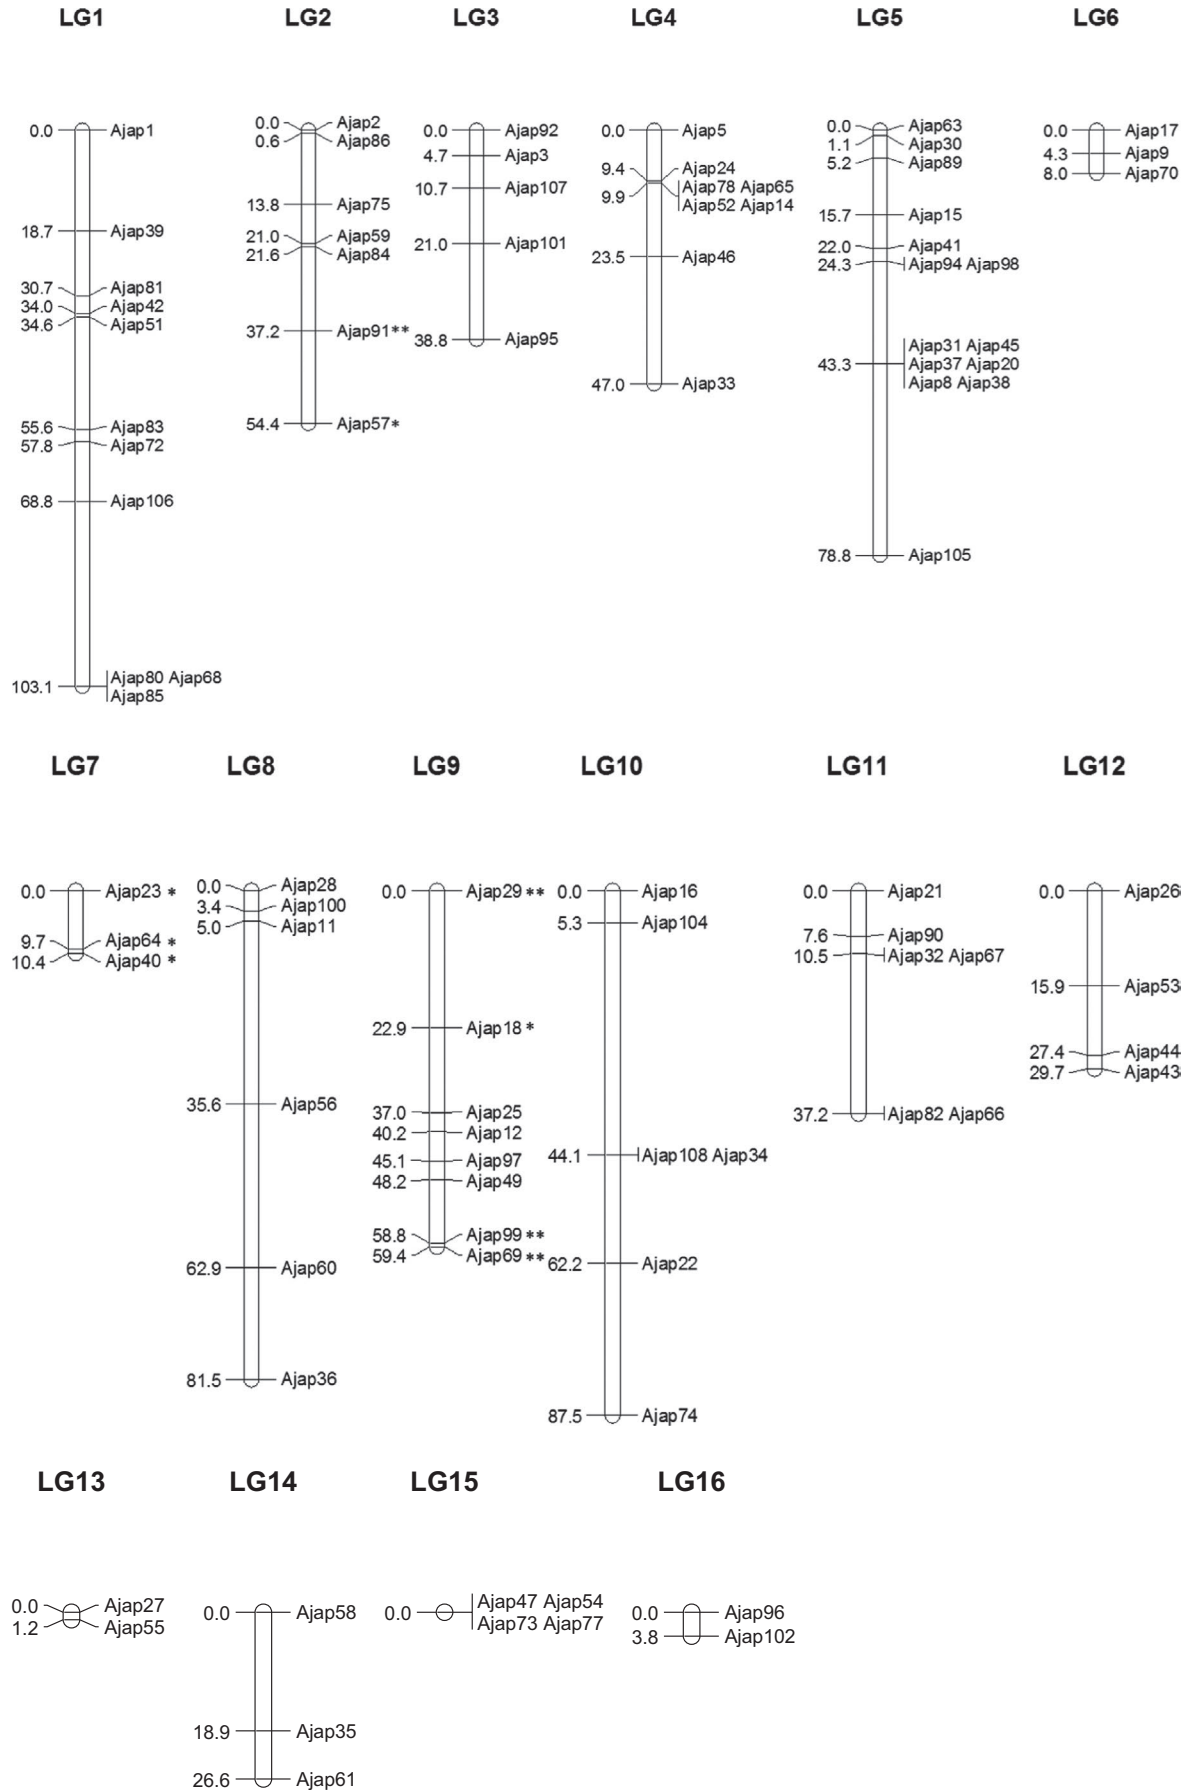 LG1 LG2 LG3 LG4 LG5 LG6
0.0 Ajap1
18.7 Ajap39
30.7 Ajap81
34.0 Ajap42
34.6 Ajap51
55.6 Ajap83
57.8 Ajap72
68.8 Ajap106
103.1 Ajap80 Ajap68
Ajap85
0.0 Ajap2
0.6 Ajap86
13.8 Ajap75
21.0 Ajap59
21.6 Ajap84
37.2 Ajap91**
54.4 Ajap57*
0.0 Ajap92
4.7 Ajap3
10.7 Ajap107
21.0 Ajap101
38.8 Ajap95
0.0 Ajap5
9.4 Ajap24
9.9 Ajap78 Ajap65
Ajap52 Ajap14
23.5 Ajap46
47.0 Ajap33
0.0 Ajap63
1.1 Ajap30
5.2 Ajap89
15.7 Ajap15
22.0 Ajap41
24.3 Ajap94 Ajap98
Ajap31 Ajap45
43.3 Ajap37 Ajap20
Ajap8 Ajap38
78.8 Ajap105
0.0 Ajap17
4.3 Ajap9
8.0 Ajap70
LG7 LG8 LG9 LG10 LG11 LG12
0.0 Ajap23 *
9.7 Ajap64 *
10.4 Ajap40 *
0.0 Ajap28
3.4 Ajap100
5.0 Ajap11
35.6 Ajap56
62.9 Ajap60
81.5 Ajap36
0.0 Ajap29 **
22.9 Ajap18 *
37.0 Ajap25
40.2 Ajap12
45.1 Ajap97
48.2 Ajap49
58.8 Ajap99 **
59.4 Ajap69 **
0.0 Ajap16
5.3 Ajap104
44.1 Ajap108 Ajap34
62.2 Ajap22
87.5 Ajap74
0.0 Ajap21
7.6 Ajap90
10.5 Ajap32 Ajap67
37.2 Ajap82 Ajap66
0.0 Ajap26
15.9 Ajap53
27.4 Ajap44
29.7 Ajap43
LG13 LG14 LG15 LG16
0.0 Ajap27
1.2 Ajap55
0.0 Ajap58
18.9 Ajap35
26.6 Ajap61
0.0 Ajap47 Ajap54
Ajap73 Ajap77
0.0 Ajap96
3.8 Ajap102